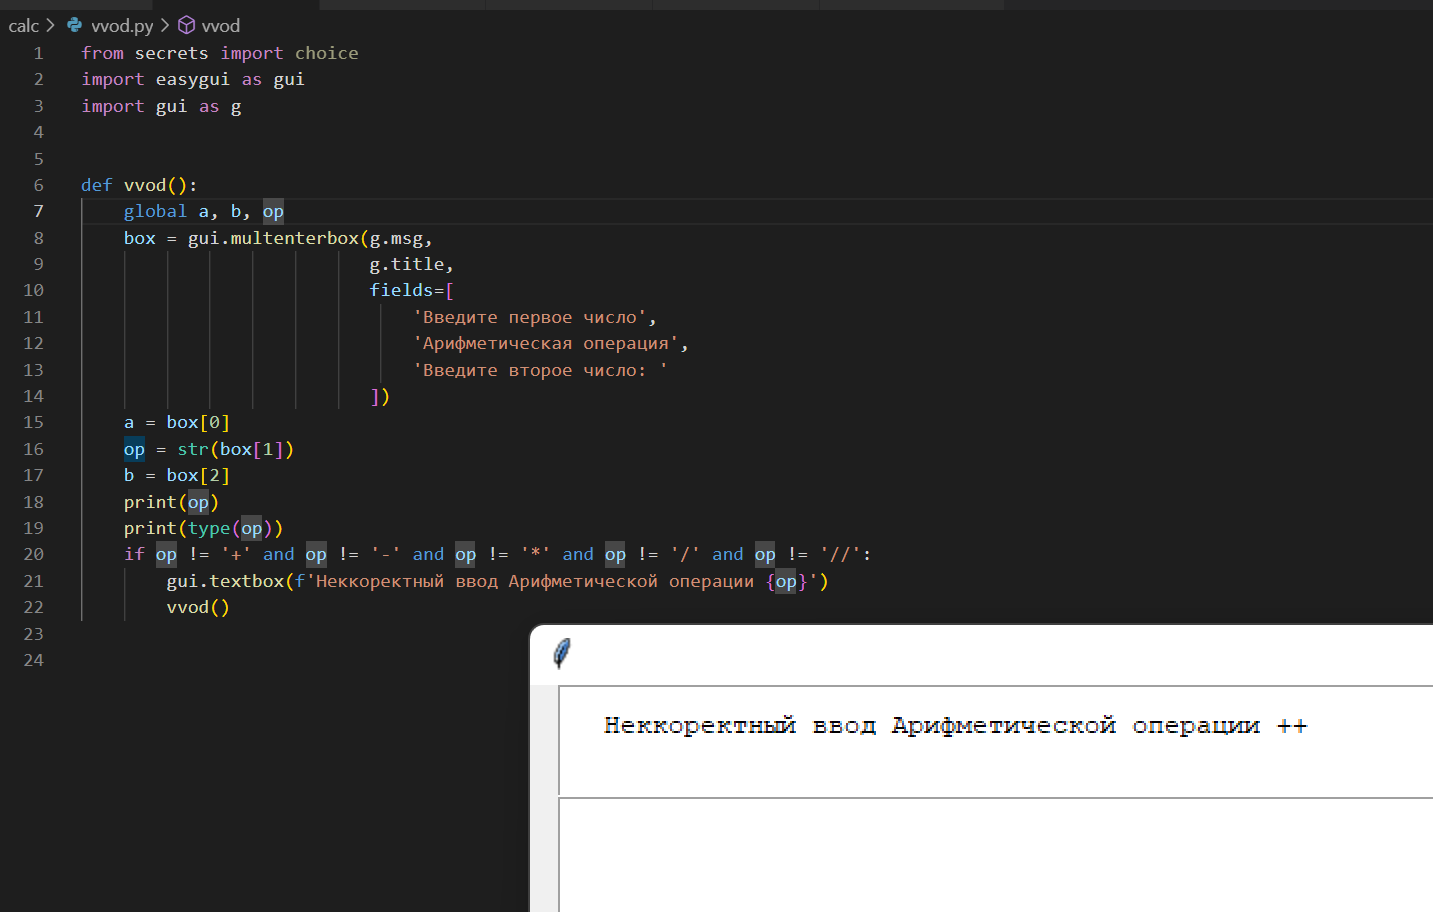 calc > vvod.py > vvod
1 from secrets import choice
2 import easygui as gui
3 import gui as g
4
5
6 def vvod():
7     global a, b, op
8     box = gui.multenterbox(g.msg,
9                            g.title,
10                            fields=[
11                                'Введите первое число',
12                                'Арифметическая операция',
13                                'Введите второе число: '
14                            ])
15     a = box[0]
16     op = str(box[1])
17     b = box[2]
18     print(op)
19     print(type(op))
20     if op != '+' and op != '-' and op != '*' and op != '/' and op != '//':
21         gui.textbox(f'Неккоректный ввод Арифметической операции {op}')
22         vvod()
23
24
Неккоректный ввод Арифметической операции ++